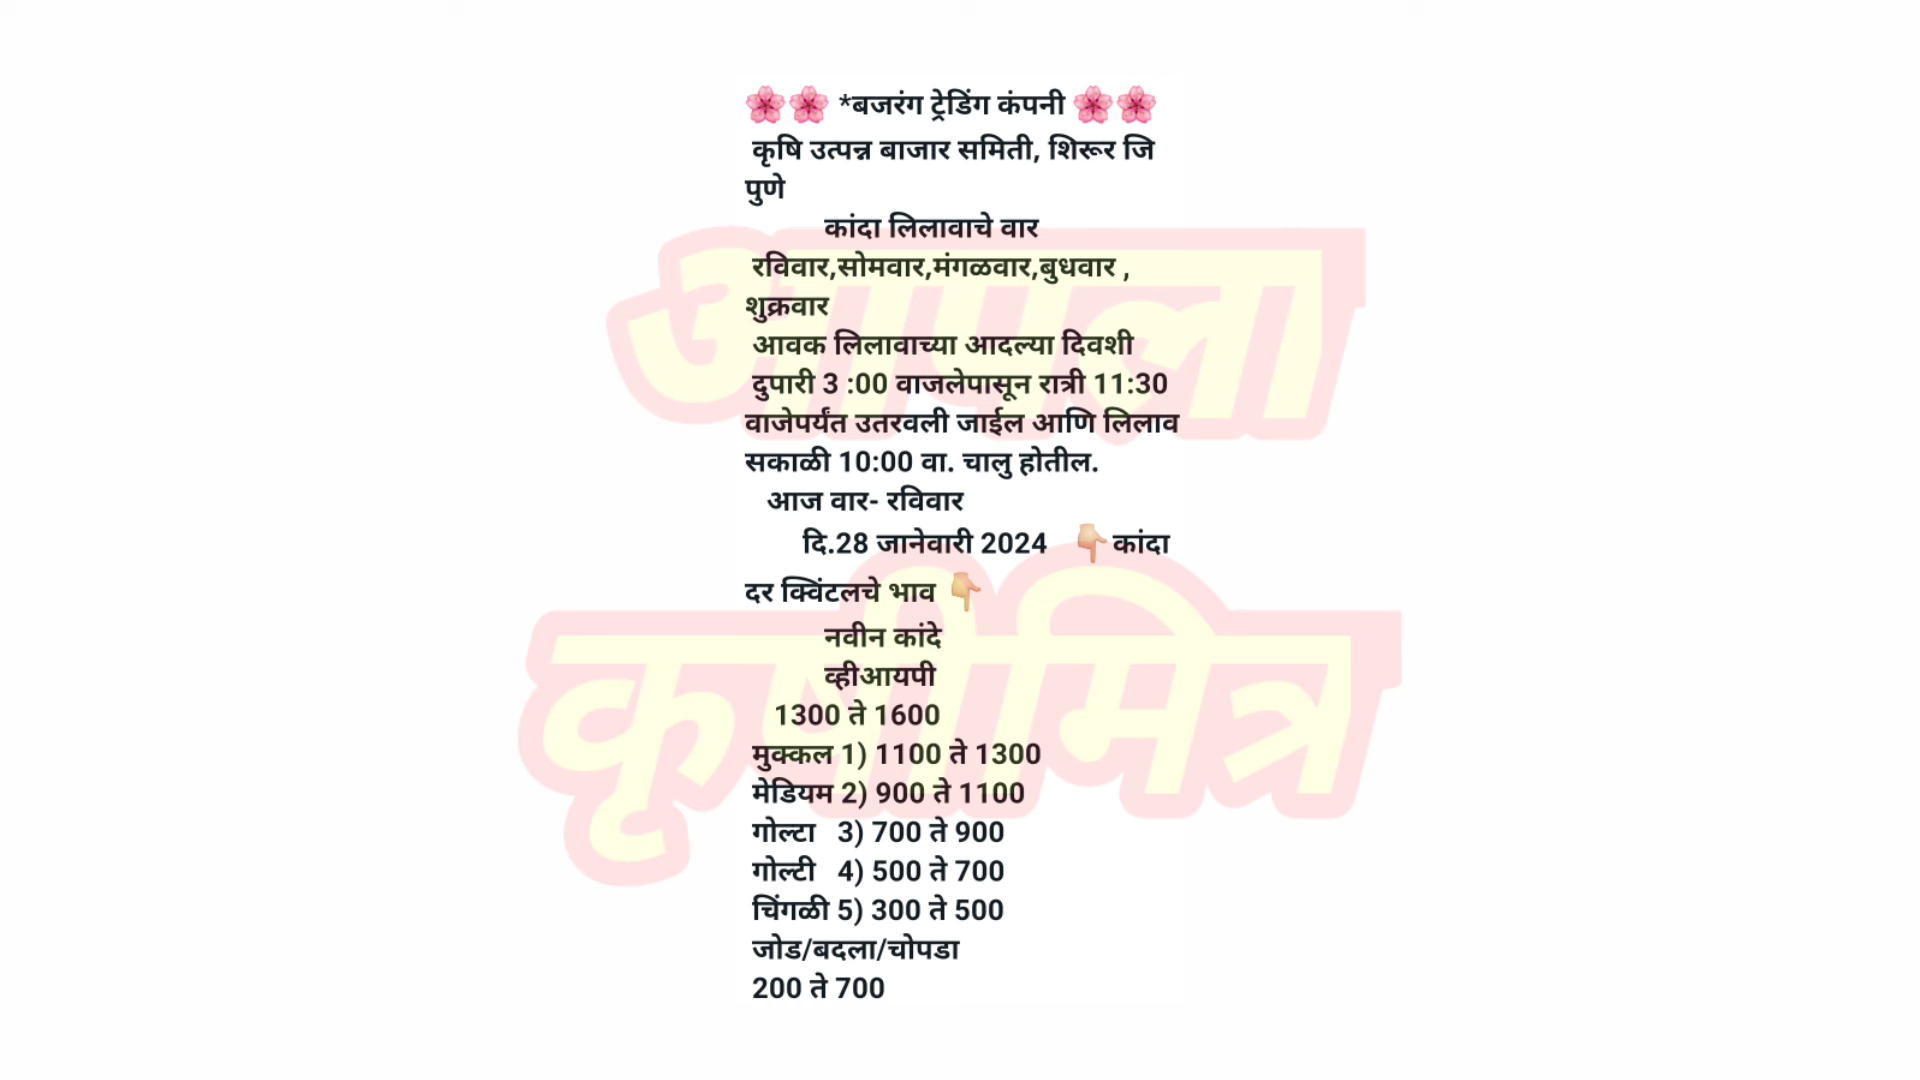 🌸🌸 *बजरंग ट्रेडिंग कंपनी 🌸🌸
कृषि उत्पन्न बाजार समिती, शिरूर जि
पुणे
कांदा लिलावाचे वार
रविवार,सोमवार,मंगळवार,बुधवार ,
शुक्रवार
आवक लिलावाच्या आदल्या दिवशी
दुपारी 3 :00 वाजलेपासून रात्री 11:30
वाजेपर्यंत उतरवली जाईल आणि लिलाव
सकाळी 10:00 वा. चालु होतील.
आज वार- रविवार
दि.28 जानेवारी 2024 👇🏼 कांदा
दर क्विंटलचे भाव 👇🏼
नवीन कांदे
व्हीआयपी
1300 ते 1600
मुक्कल 1) 1100 ते 1300
मेडियम 2) 900 ते 1100
गोल्टा 3) 700 ते 900
गोल्टी 4) 500 ते 700
चिंगळी 5) 300 ते 500
जोड/बदला/चोपडा
200 ते 700
आपला
कृषीमित्र